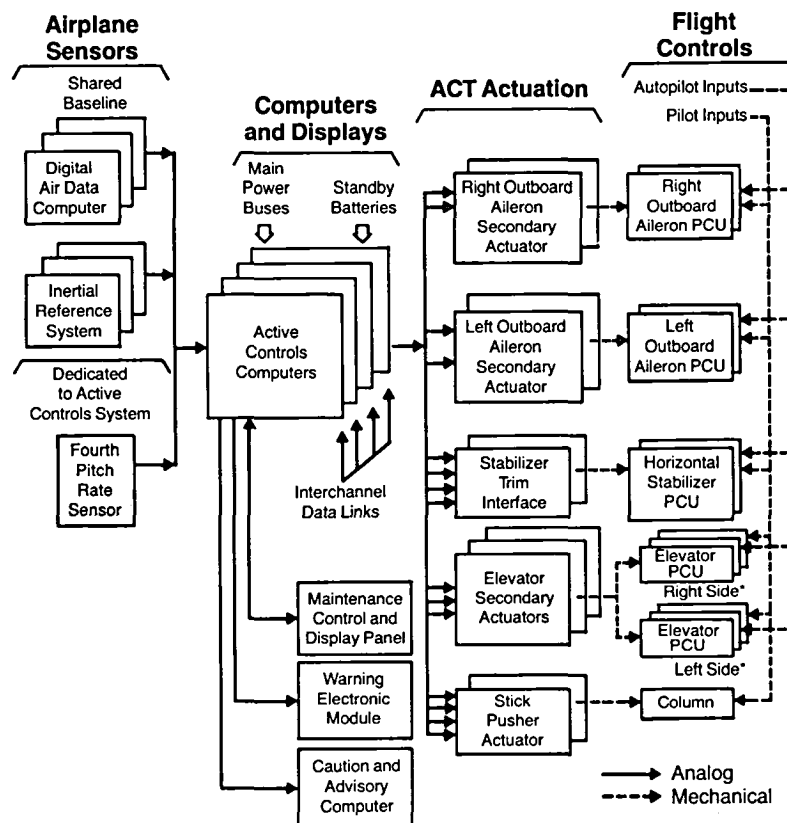 Airplane
Sensors
Shared
Baseline
Digital
Air Data
Computer
Inertial
Reference
System
Dedicated
to Active
Controls System
Fourth
Pitch
Rate
Sensor
Computers
and Displays
Main
Power
Buses
Standby
Batteries
Active
Controls
Computers
Interchannel
Data Links
Maintenance
Control and
Display Panel
Warning
Electronic
Module
Caution and
Advisory
Computer
ACT Actuation
Right Outboard
Aileron
Secondary
Actuator
Left Outboard
Aileron
Secondary
Actuator
Stabilizer
Trim
Interface
Elevator
Secondary
Actuators
Stick
Pusher
Actuator
Flight
Controls
Autopilot Inputs
Pilot Inputs
Right
Outboard
Aileron PCU
Left
Outboard
Aileron PCU
Horizontal
Stabilizer
PCU
Elevator
PCU
Right Side*
Elevator
PCU
Left Side*
Column
Analog
Mechanical